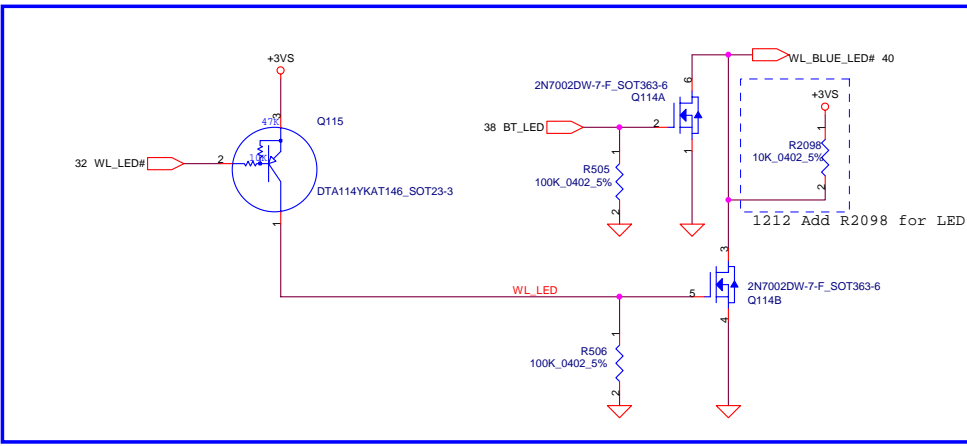 +3VS
3
47K
10K
Q115
32 WL_LED#
2
DTA114YKAT146_SOT23-3
1
2N7002DW-7-F_SOT363-6
Q114A
6
38 BT_LED
2
1
WL_BLUE_LED# 40
+3VS
1
R2098
10K_0402_5%
2
1
R505
100K_0402_5%
2
1212 Add R2098 for LED
3
WL_LED
5
2N7002DW-7-F_SOT363-6
Q114B
4
1
R506
100K_0402_5%
2